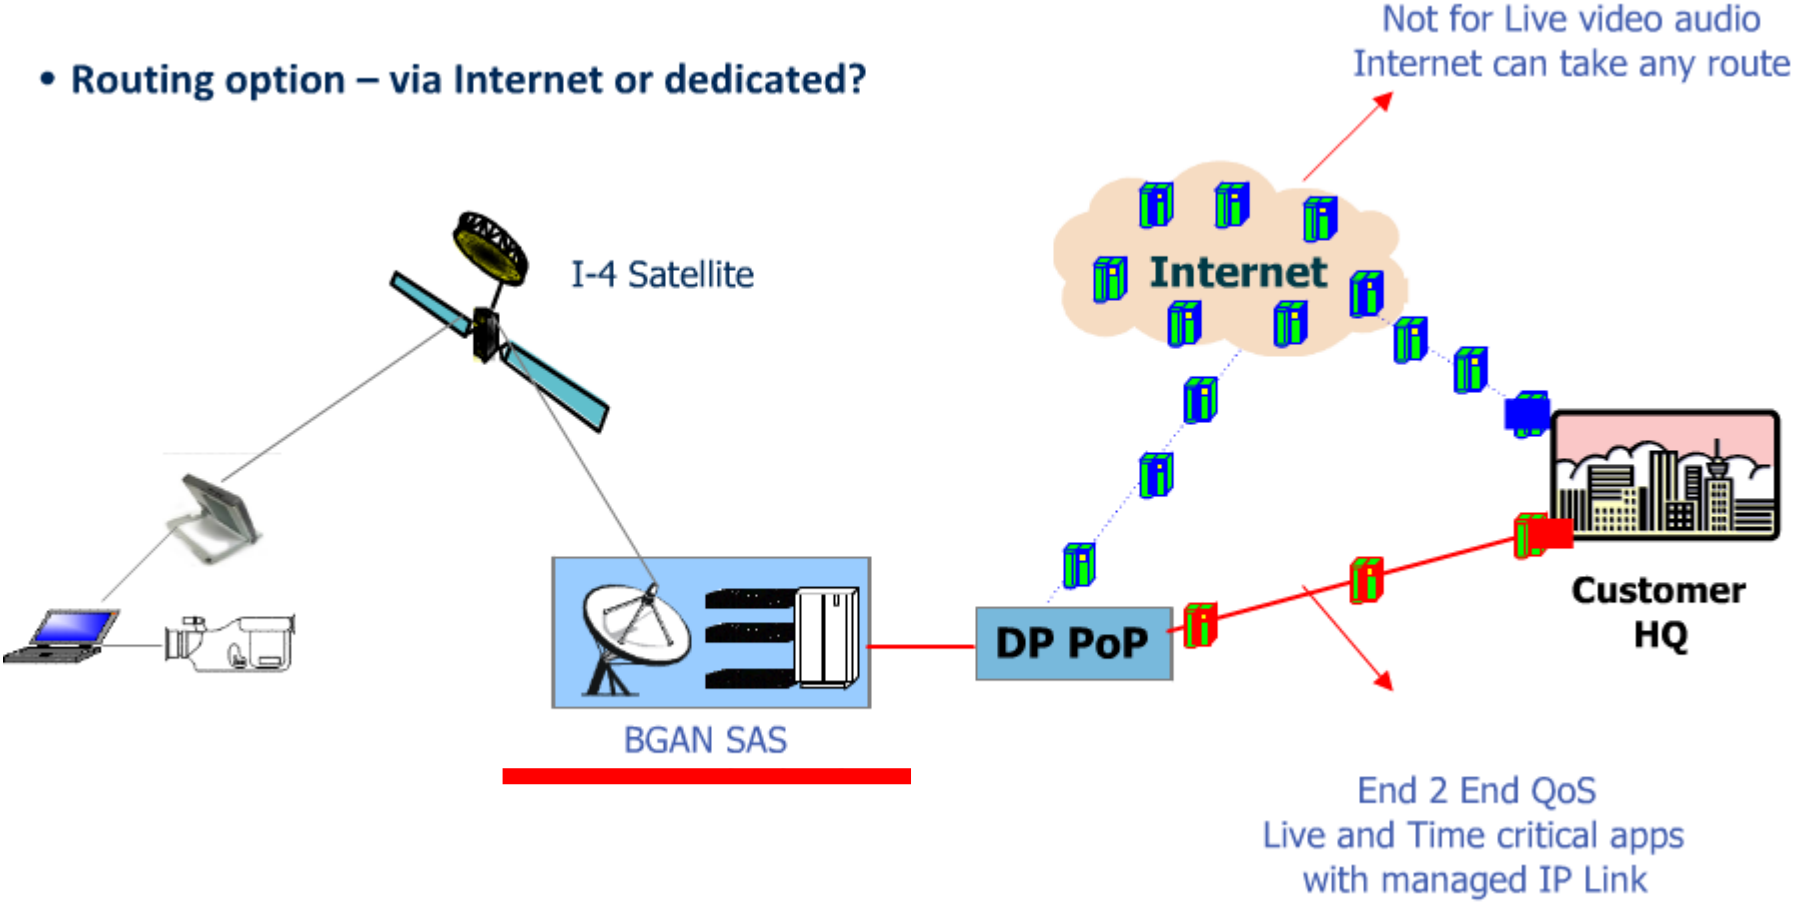 Not for Live video audio
Internet can take any route
• Routing option – via Internet or dedicated?
I-4 Satellite
Internet
DP PoP
Customer
HQ
BGAN SAS
End 2 End QoS
Live and Time critical apps
with managed IP Link